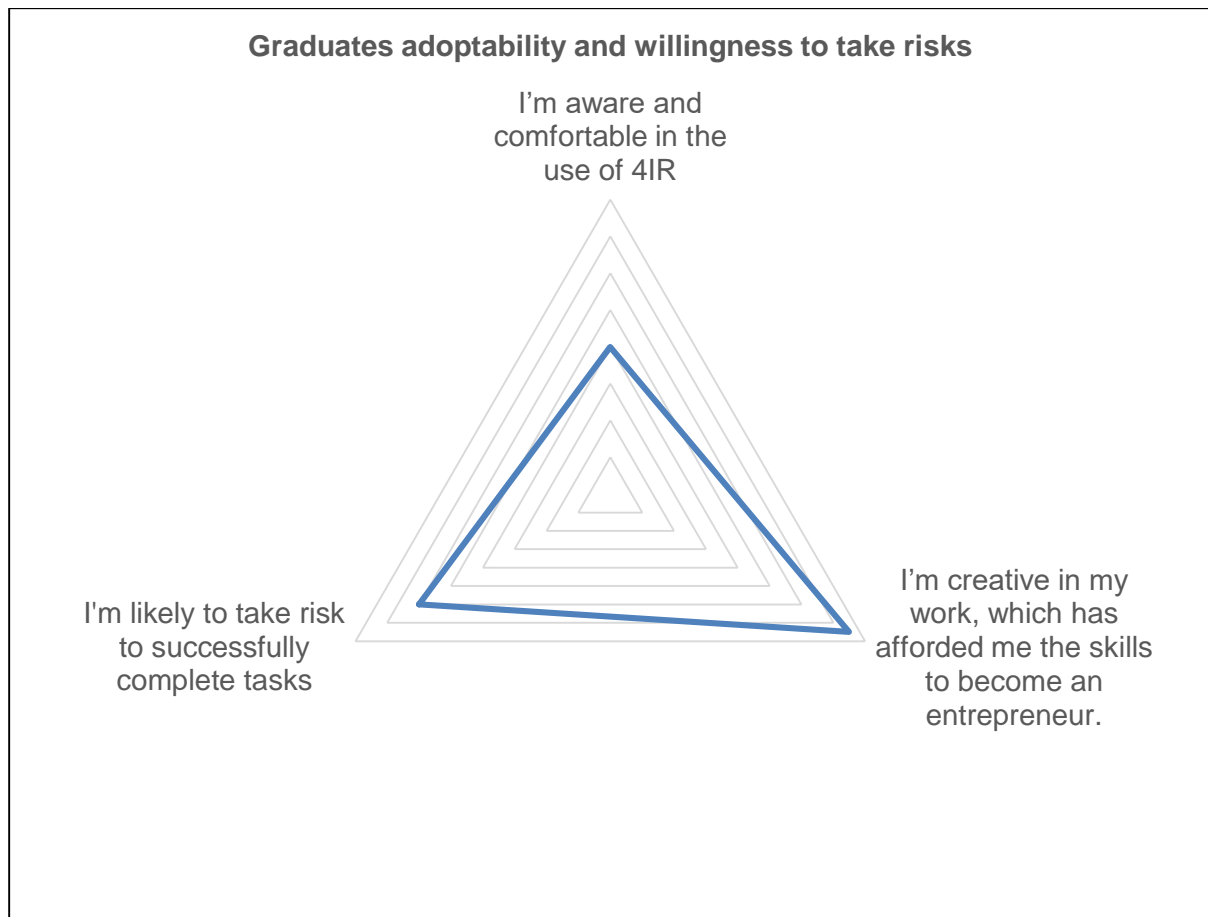 Graduates adoptability and willingness to take risks
I’m aware and
comfortable in the
use of 4IR
I'm likely to take risk
to successfully
complete tasks
I’m creative in my
work, which has
afforded me the skills
to become an
entrepreneur.